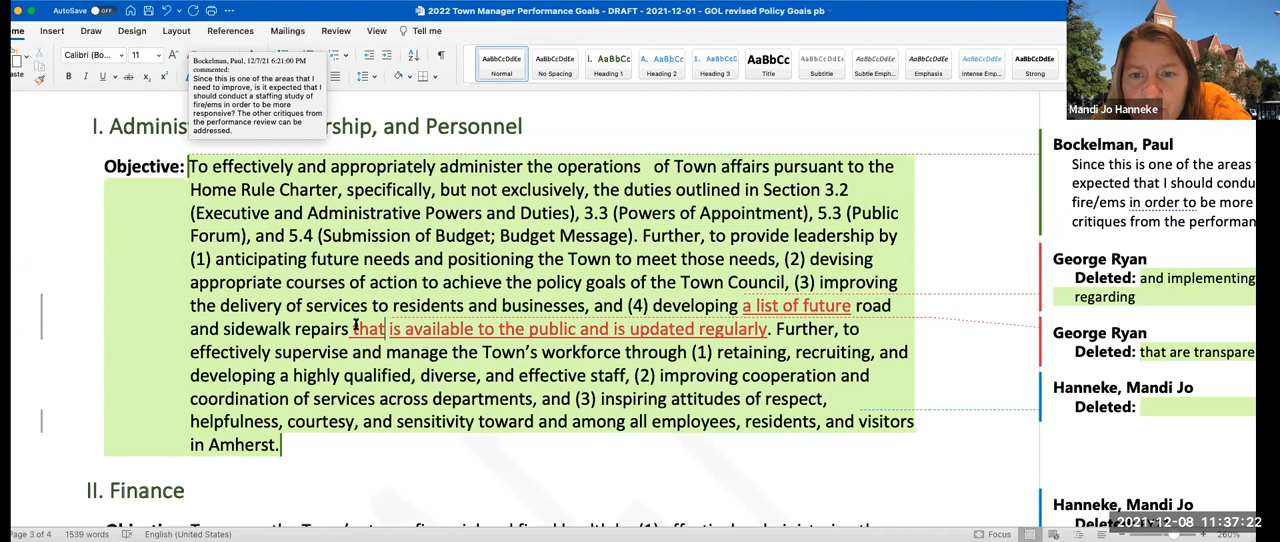 AutoSave
2022 Town Manager Performance Goals - DRAFT - 2021-12-01 - GOL revised Policy Goals pb
ome Insert Draw Design Layout References Mailings Review View Tell me
aste
Calibri (Bo... 11
AaBbCcDdEe AaBbCcDdEe I. AaBbC A. AaBbC 1. AaBbC AaBbCc AaBbCcDdE AaBbCcDdEe AaBbCcDdEe AaBbCcDdEe AaBbCcDdE
Normal No Spacing Heading 1 Heading 2 Heading 3 Title Subtitle Subtle Emph... Emphasis Intense Emp... Strong
Bockelman, Paul, 12/7/21 6:21:00 PM
commented:
Since this is one of the areas that I
need to improve, is it expected that I
should conduct a staffing study of
fire/ems in order to be more
responsive? The other critiques from
the performance review can be
addressed.
Mandi Jo Hanneke
I. Adminis rship, and Personnel
Objective: To effectively and appropriately administer the operations of Town affairs pursuant to the
Home Rule Charter, specifically, but not exclusively, the duties outlined in Section 3.2
(Executive and Administrative Powers and Duties), 3.3 (Powers of Appointment), 5.3 (Public
Forum), and 5.4 (Submission of Budget; Budget Message). Further, to provide leadership by
(1) anticipating future needs and positioning the Town to meet those needs, (2) devising
appropriate courses of action to achieve the policy goals of the Town Council, (3) improving
the delivery of services to residents and businesses, and (4) developing a list of future road
and sidewalk repairs that is available to the public and is updated regularly. Further, to
effectively supervise and manage the Town's workforce through (1) retaining, recruiting, and
developing a highly qualified, diverse, and effective staff, (2) improving cooperation and
coordination of services across departments, and (3) inspiring attitudes of respect,
helpfulness, courtesy, and sensitivity toward and among all employees, residents, and visitors
in Amherst.
II. Finance
Bockelman, Paul
Since this is one of the areas
expected that I should condu
fire/ems in order to be more
critiques from the performan
George Ryan
Deleted: and implementing
regarding
George Ryan
Deleted: that are transpare
Hanneke, Mandi Jo
Deleted:
Hanneke, Mandi Jo
2021-12-08 11:37:22
Page 3 of 4 1539 words English (United States) Focus 260%